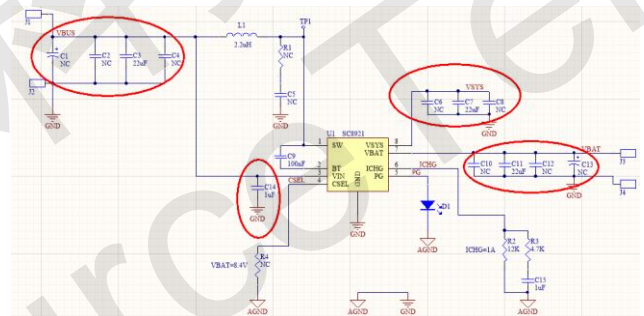 J1
VBUS
C1
NC
C2
NC
C3
22uF
C4
NC
J2
GND
L1
2.2uH
TP1
R1
NC
C5
NC
GND
VSYS
C6
NC
C7
22uF
C8
NC
GND
U1 SC8921
1 SW
2 BT
3 VIN
4 CSEL
VSYS 8
VBAT 7
ICHG 6
PG 5
GND
GND
C9
100nF
CSEL
C14
1uF
GND
ICHG
PG
D1
AGND
VBAT
C10
NC
C11
22uF
C12
NC
C13
NC
GND
J3
J4
VBAT=8.4V
R4
NC
AGND
ICHG=1A
R2
12K
R3
4.7K
C15
1uF
AGND
AGND
GND